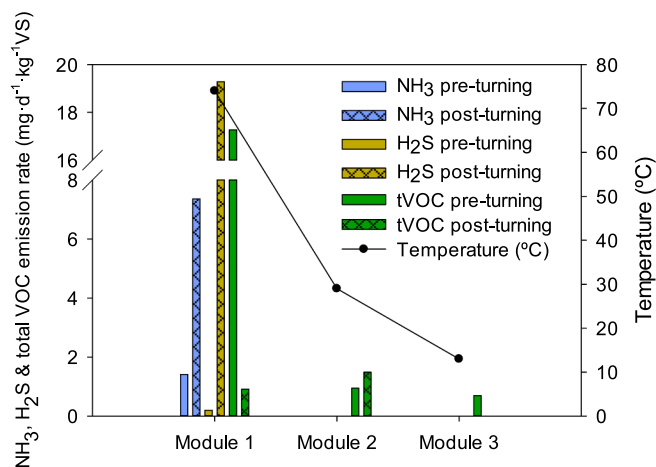 NH3, H2S & total VOC emission rate (mg·d-1·kg-1VS)
20
18
16
8
6
4
2
0
NH3 pre-turning
NH3 post-turning
H2S pre-turning
H2S post-turning
tVOC pre-turning
tVOC post-turning
Temperature (ºC)
80
70
60
50
40
30
20
10
0
Temperature (ºC)
Module 1
Module 2
Module 3